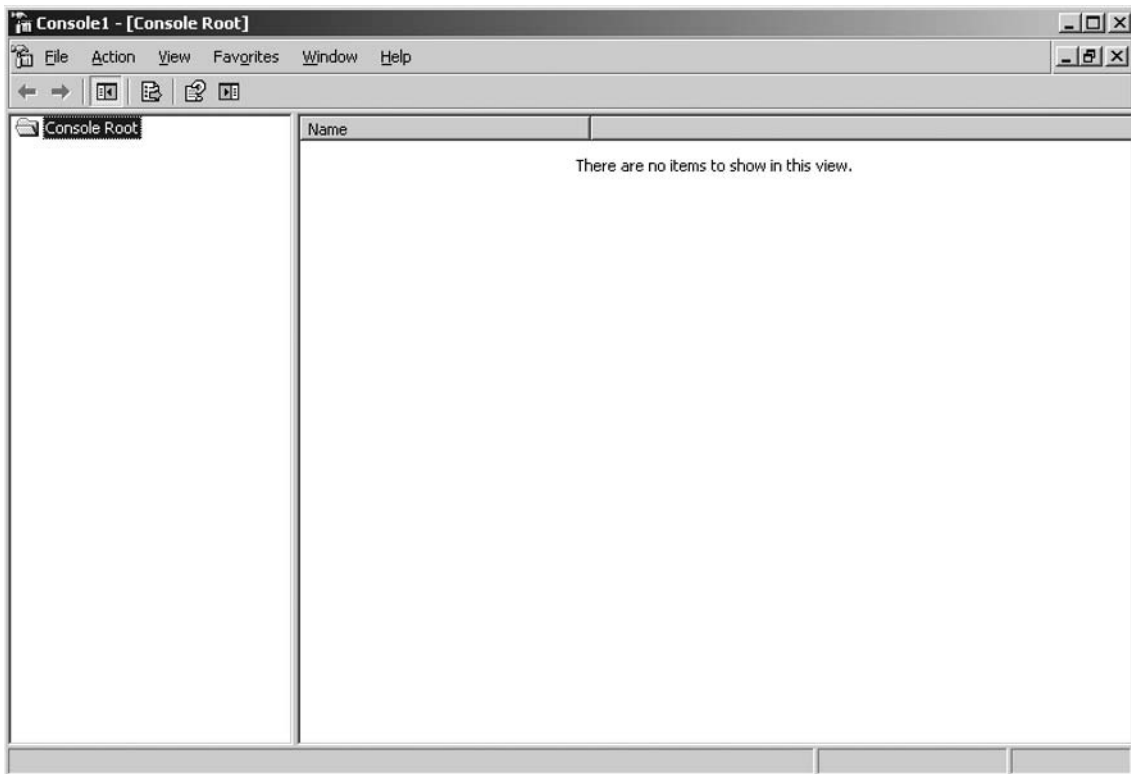 Console1 - [Console Root]
File Action View Favorites Window Help
Console Root
Name
There are no items to show in this view.